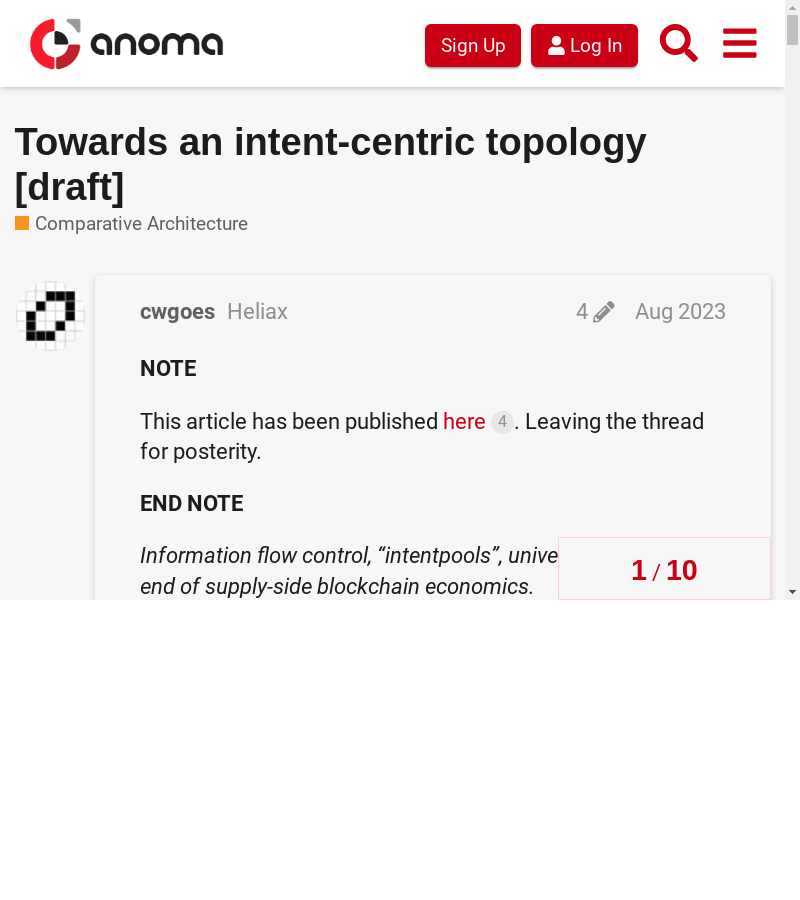 anoma
Sign Up
Log In
Towards an intent-centric topology
[draft]
Comparative Architecture
cwgoes Heliax 4 Aug 2023
NOTE
This article has been published here 4. Leaving the thread
for posterity.
END NOTE
Information flow control, “intentpools”, unive
end of supply-side blockchain economics.
1 / 10